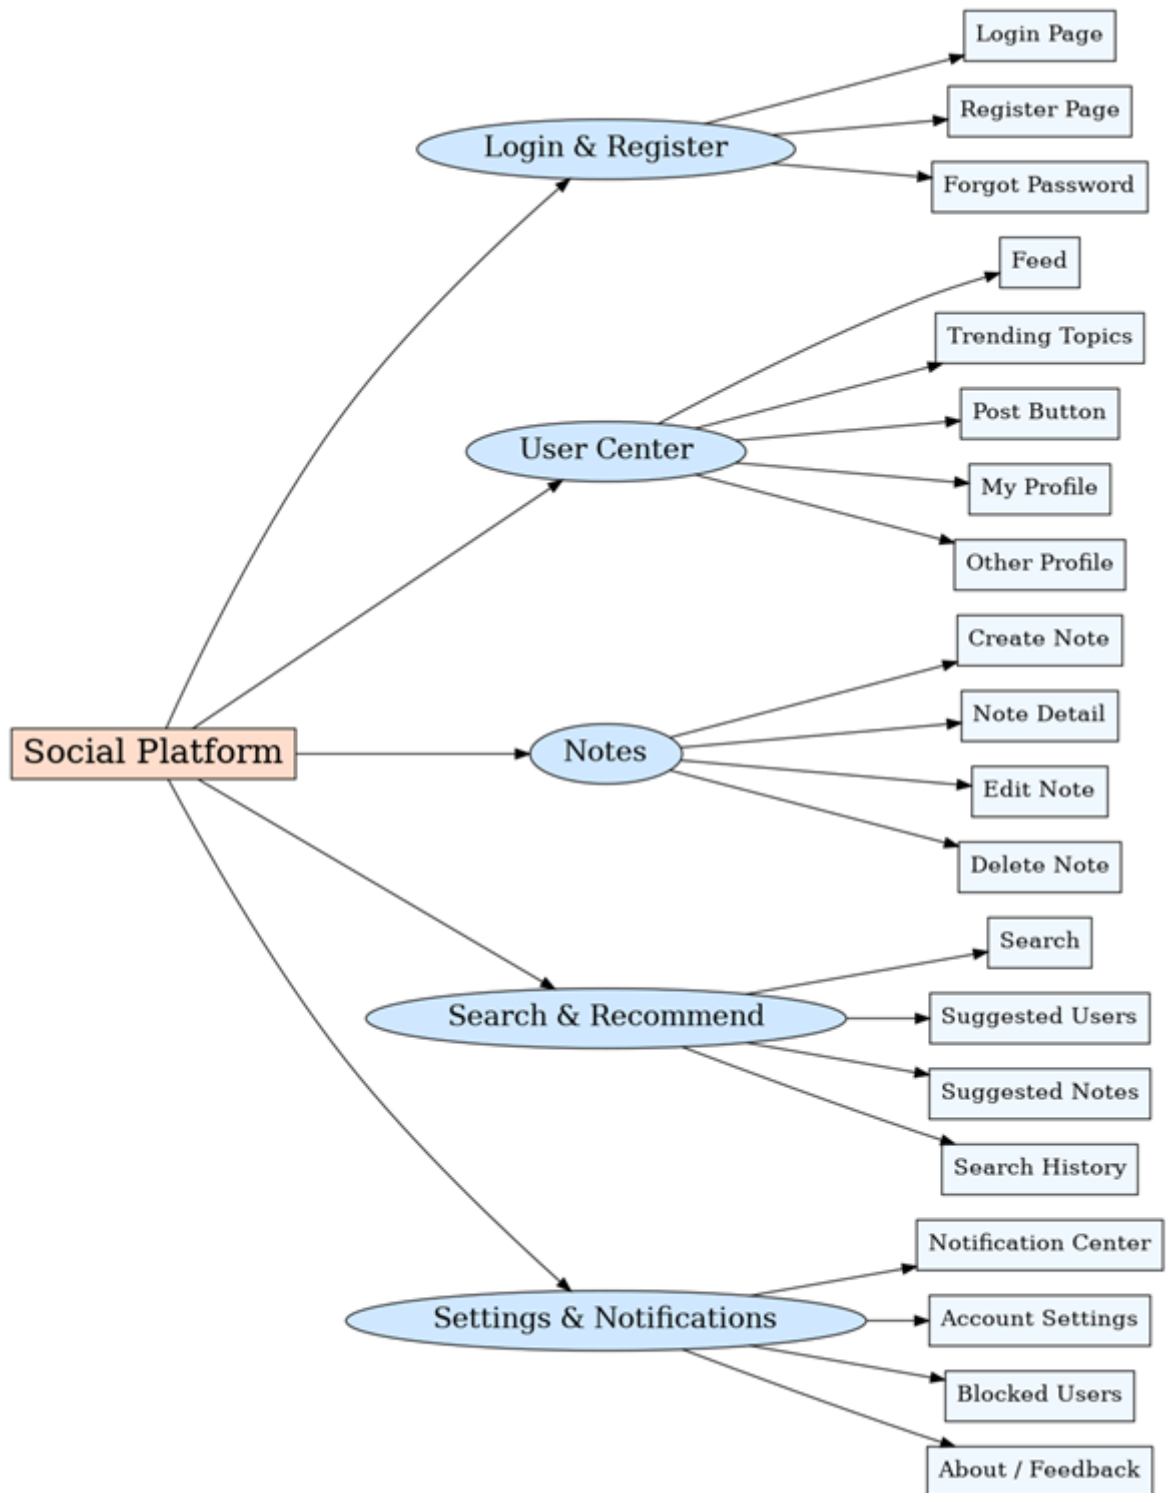 Social Platform
Login & Register
Login Page
Register Page
Forgot Password
User Center
Feed
Trending Topics
Post Button
My Profile
Other Profile
Notes
Create Note
Note Detail
Edit Note
Delete Note
Search & Recommend
Search
Suggested Users
Suggested Notes
Search History
Settings & Notifications
Notification Center
Account Settings
Blocked Users
About / Feedback